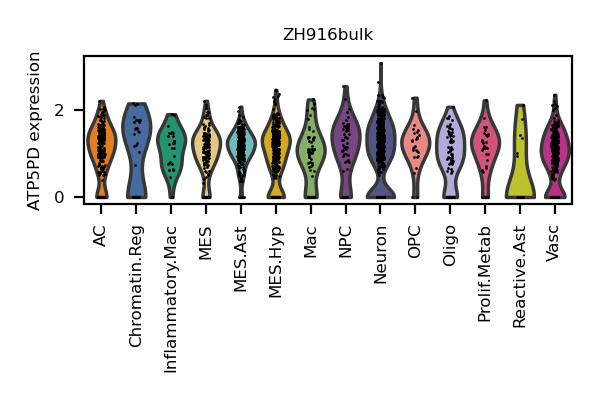 ZH916bulk
ATP5PD expression
2
0
AC
Chromatin.Reg
Inflammatory.Mac
MES
MES.Ast
MES.Hyp
Mac
NPC
Neuron
OPC
Oligo
Prolif.Metab
Reactive.Ast
Vasc